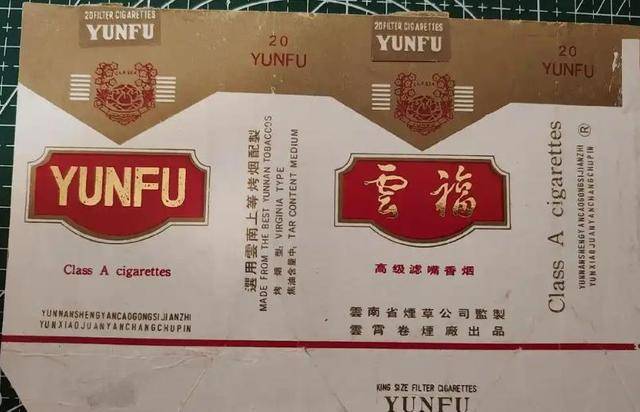 20 FILTER CIGARETTES
YUNFU
CLASS A
YUNFU
Class A cigarettes
YUNNANSHENGYANCAOGONGSIJIANZHI
YUNXIAOJUANYANCHANGCHUPIN
20
YUNFU
選用雲南上等烤烟配製
MADE FROM THE BEST YUNNAN TOBACCOS
烤烟型: VIRGINIA TYPE
焦油含量中: TAR CONTENT MEDIUM
20 FILTER CIGARETTES
YUNFU
雲福
高级滤嘴香烟
雲南省煙草公司監製
雲霄卷煙廠出品
20
YUNFU
Class A cigarettes ®
YUNNANSHENGYANCAOGONGSIJIANZHI
YUNXIAOJUANYANCHANGCHUPIN
KING SIZE FILTER CIGARETTES
YUNFU